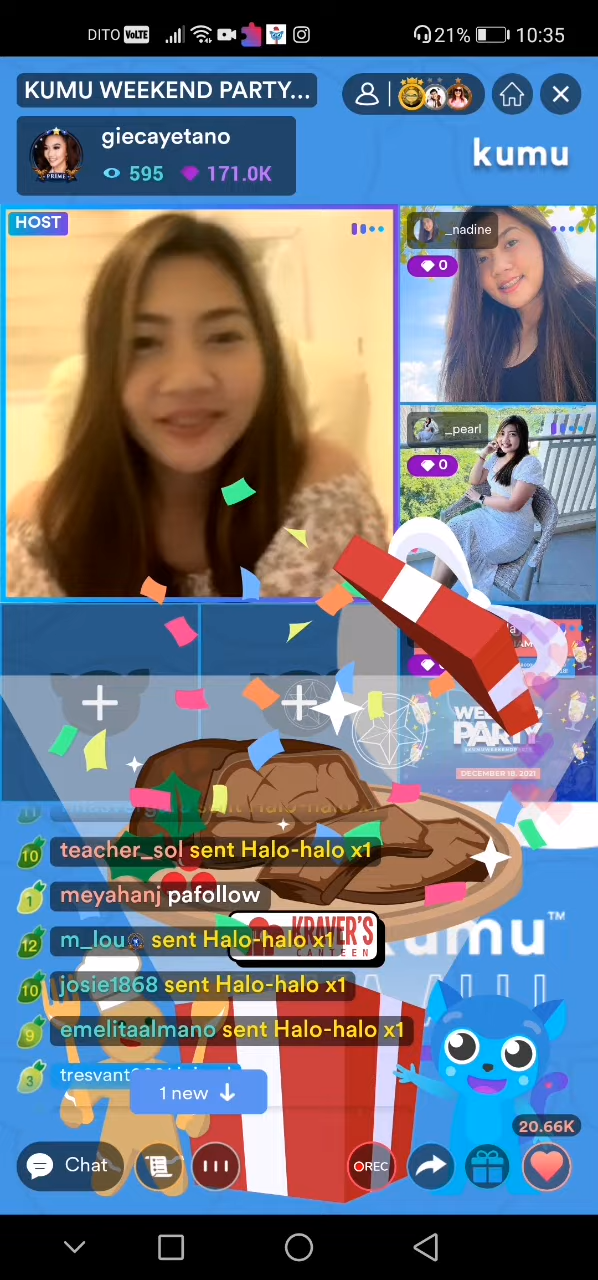 DITO VoLTE
21% 10:35
KUMU WEEKEND PARTY...
giecayetano
PRIME
595 171.0K
kumu
HOST
_nadine
0
_pearl
0
PARTY
DECEMBER 18, 2021
10 teacher_sol sent Halo-halo x1
1 meyahanj pafollow
12 m_lou sent Halo-halo x1
KRAVER'S
CANTEEN
kumu™
10 josie1868 sent Halo-halo x1
9 emelitaalmano sent Halo-halo x1
3
1 new
20.66K
Chat
REC